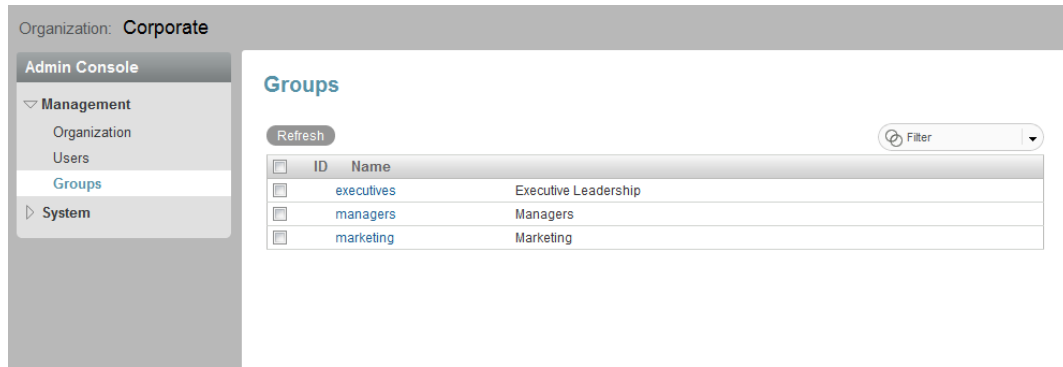 Organization: Corporate
Admin Console
Management
Organization
Users
Groups
System
Groups
Refresh
Filter
ID Name
executives Executive Leadership
managers Managers
marketing Marketing